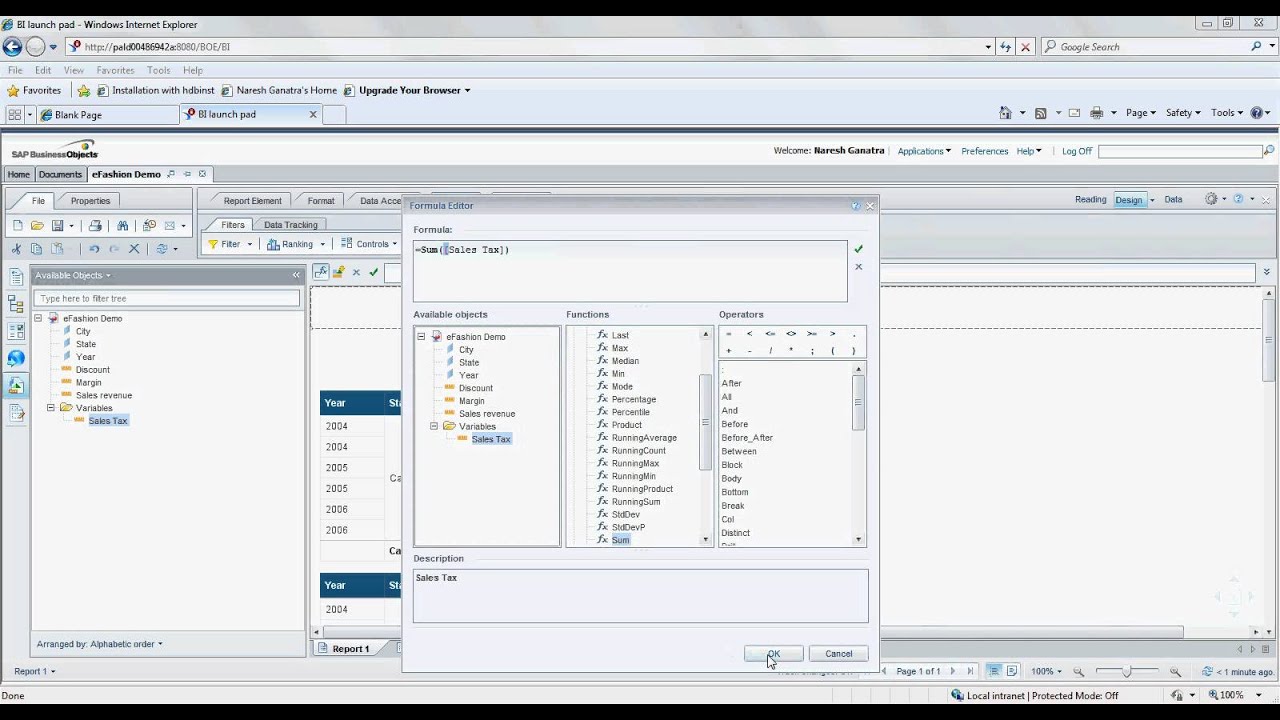 BI launch pad - Windows Internet Explorer
http://pald00486942a:8080/BOE/BI
Google Search
File Edit View Favorites Tools Help
Favorites Installation with hdbinst Naresh Ganatra's Home Upgrade Your Browser
Blank Page BI launch pad Page Safety Tools
SAP BusinessObjects
Welcome: Naresh Ganatra Applications Preferences Help Log Off
Home Documents eFashion Demo
File Properties
Report Element Format Data Acce
Reading Design Data
Filters Data Tracking
Filter Ranking Controls
Available Objects
Type here to filter tree
eFashion Demo
City
State
Year
Discount
Margin
Sales revenue
Variables
Sales Tax
Arranged by: Alphabetic order
Year Sta
2004
2004
2005
2005
2006
2006
Ca
Ca
Year Sta
2004
Formula Editor
Formula:
=Sum([Sales Tax])
Available objects
eFashion Demo
City
State
Year
Discount
Margin
Sales revenue
Variables
Sales Tax
Functions
Last
Max
Median
Min
Mode
Percentage
Percentile
Product
RunningAverage
RunningCount
RunningMax
RunningMin
RunningProduct
RunningSum
StdDev
StdDevP
Sum
Operators
= < <= <> >= > .
+ - / * ; ( )
:
After
All
And
Before
Before_After
Between
Block
Body
Bottom
Break
Col
Distinct
Description
Sales Tax
OK Cancel
Report 1
Report 1
Page 1 of 1 100% < 1 minute ago
Done
Local intranet | Protected Mode: Off 100%